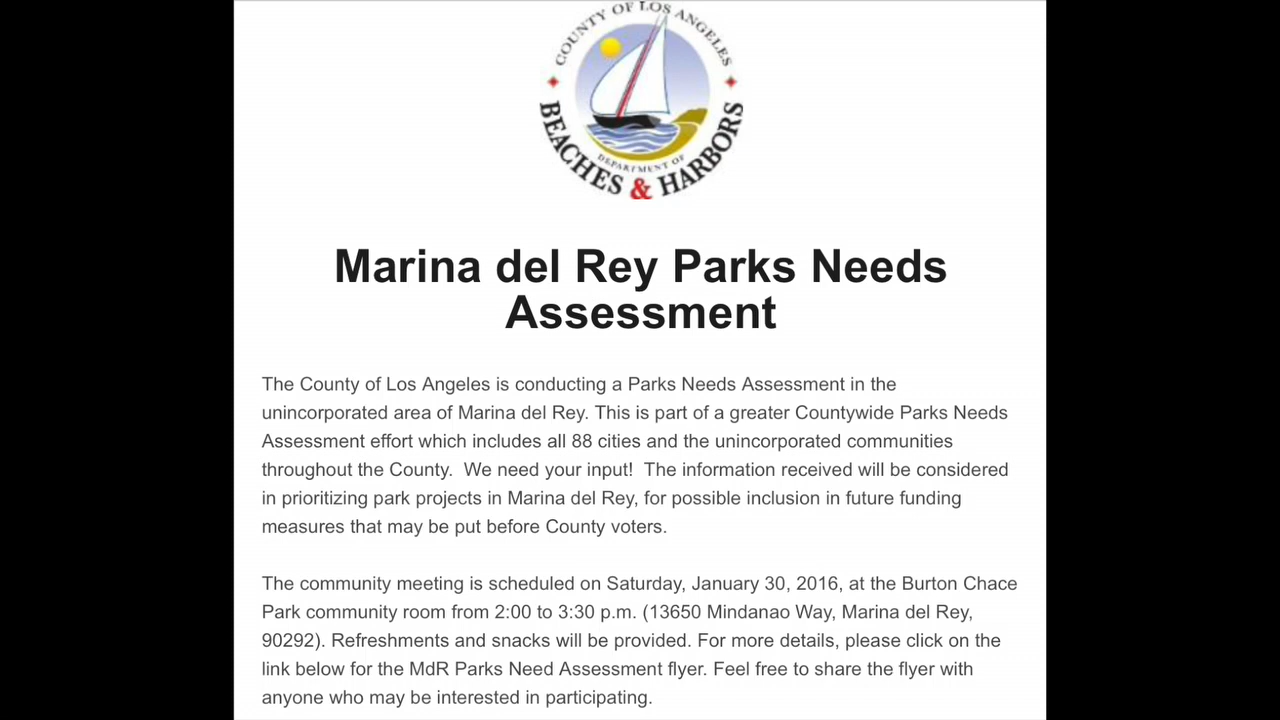 COUNTY OF LOS ANGELES
DEPARTMENT OF
BEACHES & HARBORS
Marina del Rey Parks Needs
Assessment
The County of Los Angeles is conducting a Parks Needs Assessment in the
unincorporated area of Marina del Rey. This is part of a greater Countywide Parks Needs
Assessment effort which includes all 88 cities and the unincorporated communities
throughout the County.  We need your input!  The information received will be considered
in prioritizing park projects in Marina del Rey, for possible inclusion in future funding
measures that may be put before County voters.
The community meeting is scheduled on Saturday, January 30, 2016, at the Burton Chace
Park community room from 2:00 to 3:30 p.m. (13650 Mindanao Way, Marina del Rey,
90292). Refreshments and snacks will be provided. For more details, please click on the
link below for the MdR Parks Need Assessment flyer. Feel free to share the flyer with
anyone who may be interested in participating.